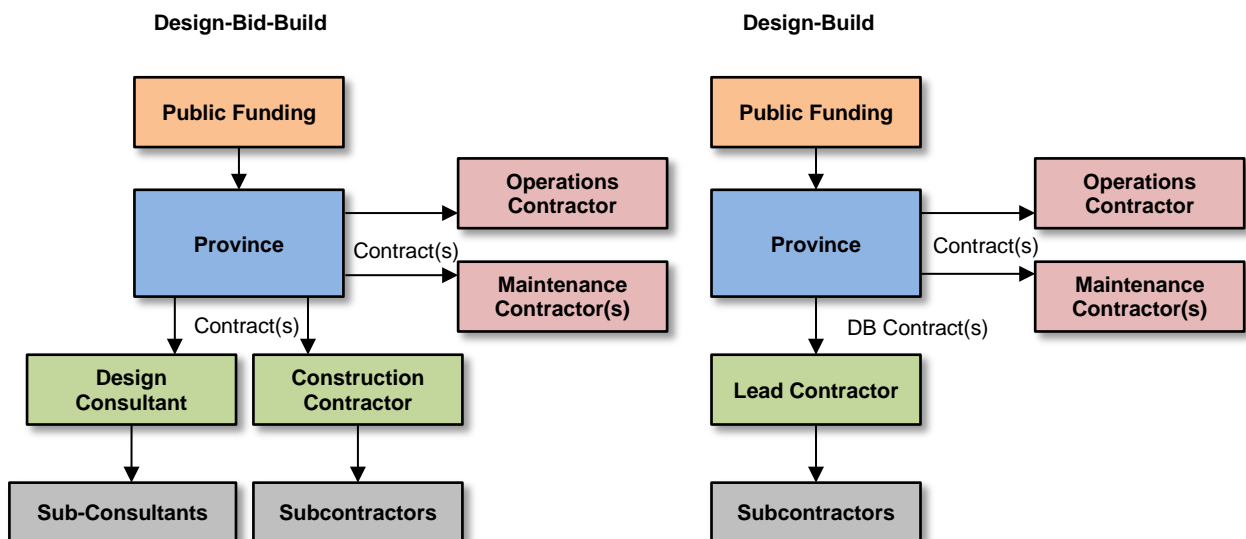 Design-Bid-Build
Public Funding
Province
Operations
Contractor
Contract(s)
Maintenance
Contractor(s)
Contract(s)
Design
Consultant
Construction
Contractor
Sub-Consultants
Subcontractors
Design-Build
Public Funding
Province
Operations
Contractor
Contract(s)
Maintenance
Contractor(s)
DB Contract(s)
Lead Contractor
Subcontractors